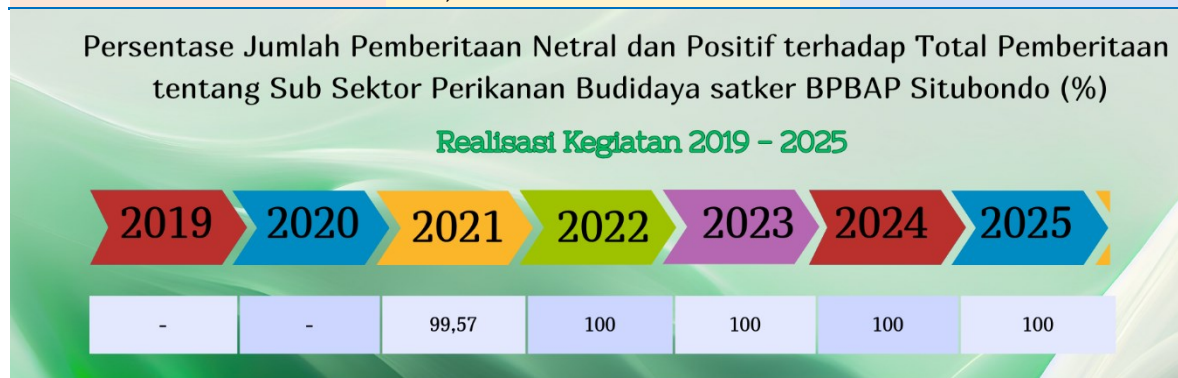 Persentase Jumlah Pemberitaan Netral dan Positif terhadap Total Pemberitaan
tentang Sub Sektor Perikanan Budidaya satker BPBAP Situbondo (%)
Realisasi Kegiatan 2019 – 2025
2019 2020 2021 2022 2023 2024 2025
- - 99,57 100 100 100 100